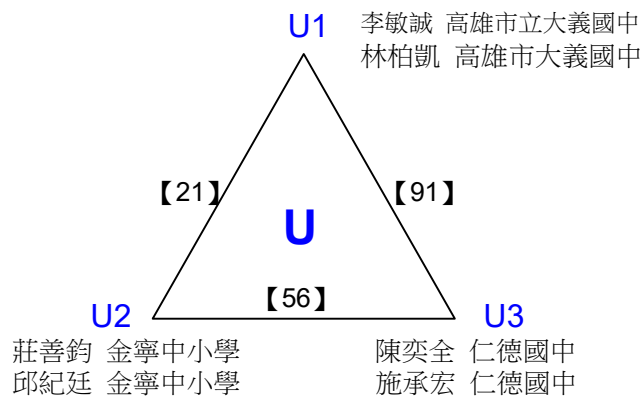 U1
李敏誠 高雄市立大義國中
林柏凱 高雄市大義國中
【21】
【91】
U
【56】
U2
U3
莊善鈞 金寧中小學
邱紀廷 金寧中小學
陳奕全 仁德國中
施承宏 仁德國中